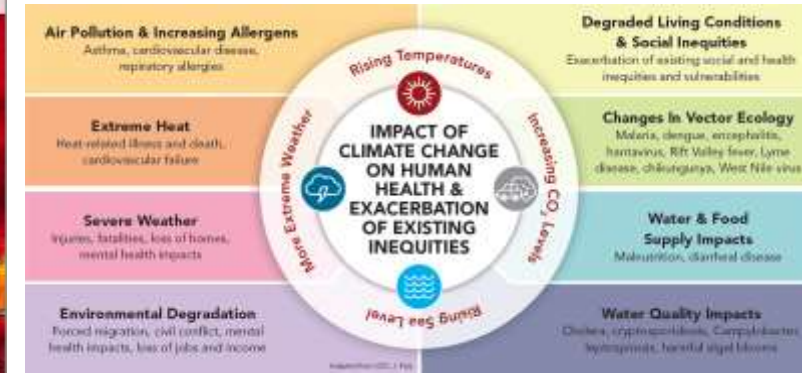 Air Pollution & Increasing Allergens
Asthma, cardiovascular disease,
respiratory allergies
Extreme Heat
Heat-related illness and death,
cardiovascular failure
Severe Weather
Injuries, fatalities, loss of homes,
mental health impacts
Environmental Degradation
Forced migration, civil conflict, mental
health impacts, loss of jobs and income
Rising Temperatures
More Extreme Weather
IMPACT OF
CLIMATE CHANGE
ON HUMAN
HEALTH &
EXACERBATION
OF EXISTING
INEQUITIES
Increasing CO₂ Levels
Rising Sea Level
Degraded Living Conditions
& Social Inequities
Exacerbation of existing social and health
inequities and vulnerabilities
Changes In Vector Ecology
Malaria, dengue, encephalitis,
hantavirus, Rift Valley fever, Lyme
disease, chikungunya, West Nile virus
Water & Food
Supply Impacts
Malnutrition, diarrheal disease
Water Quality Impacts
Cholera, cryptosporidiosis, Campylobacter,
leptospirosis, harmful algal blooms